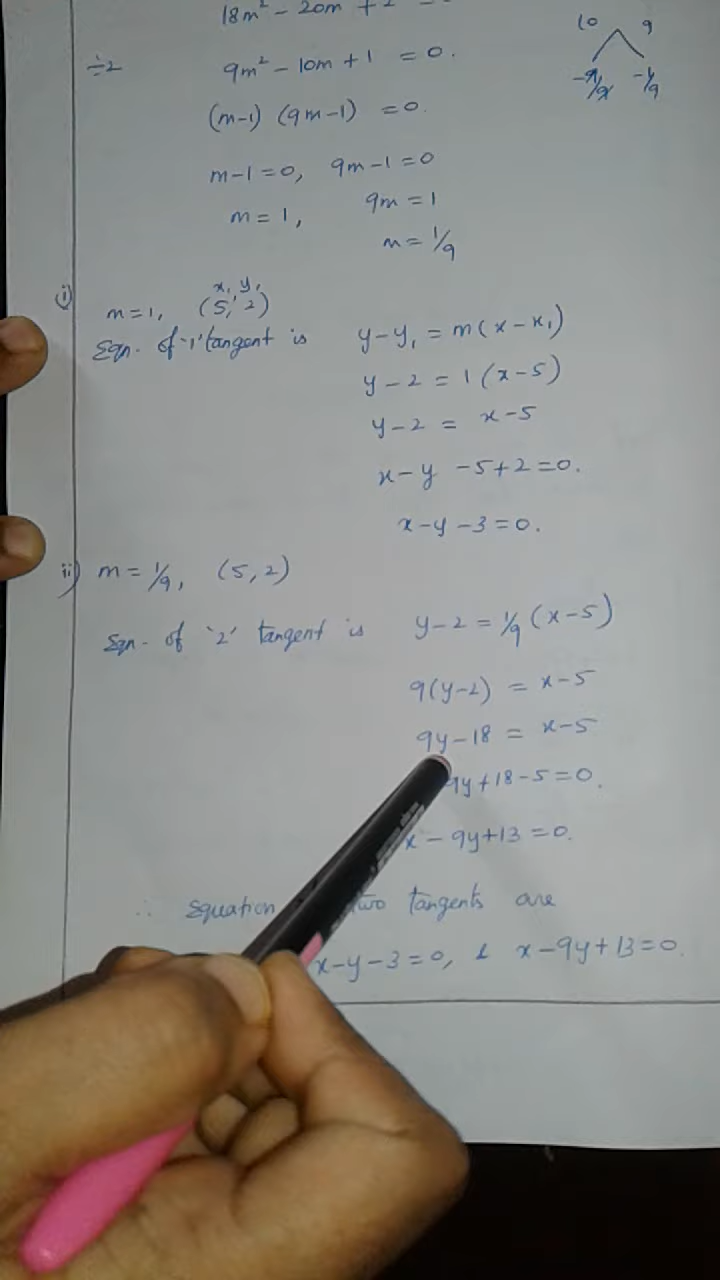 18m² - 20m + 2
÷2 9m² - 10m + 1 = 0.
10 9
-9/9 -1/9
(m-1) (9m-1) = 0.
m-1=0, 9m-1=0
m = 1, 9m = 1
m = 1/9
x₁ y₁
i) m=1, (5, 2)
Eqn. of '1' tangent is y-y₁ = m(x-x₁)
y-2 = 1(x-5)
y-2 = x-5
x-y -5+2=0.
x-y-3=0.
ii) m = 1/9, (5,2)
Eqn. of '2' tangent is y-2 = 1/9 (x-5)
9(y-2) = x-5
9y-18 = x-5
9y+18-5=0.
x - 9y+13=0.
∴ Equation two tangents are
x-y-3=0, & x-9y+13=0.